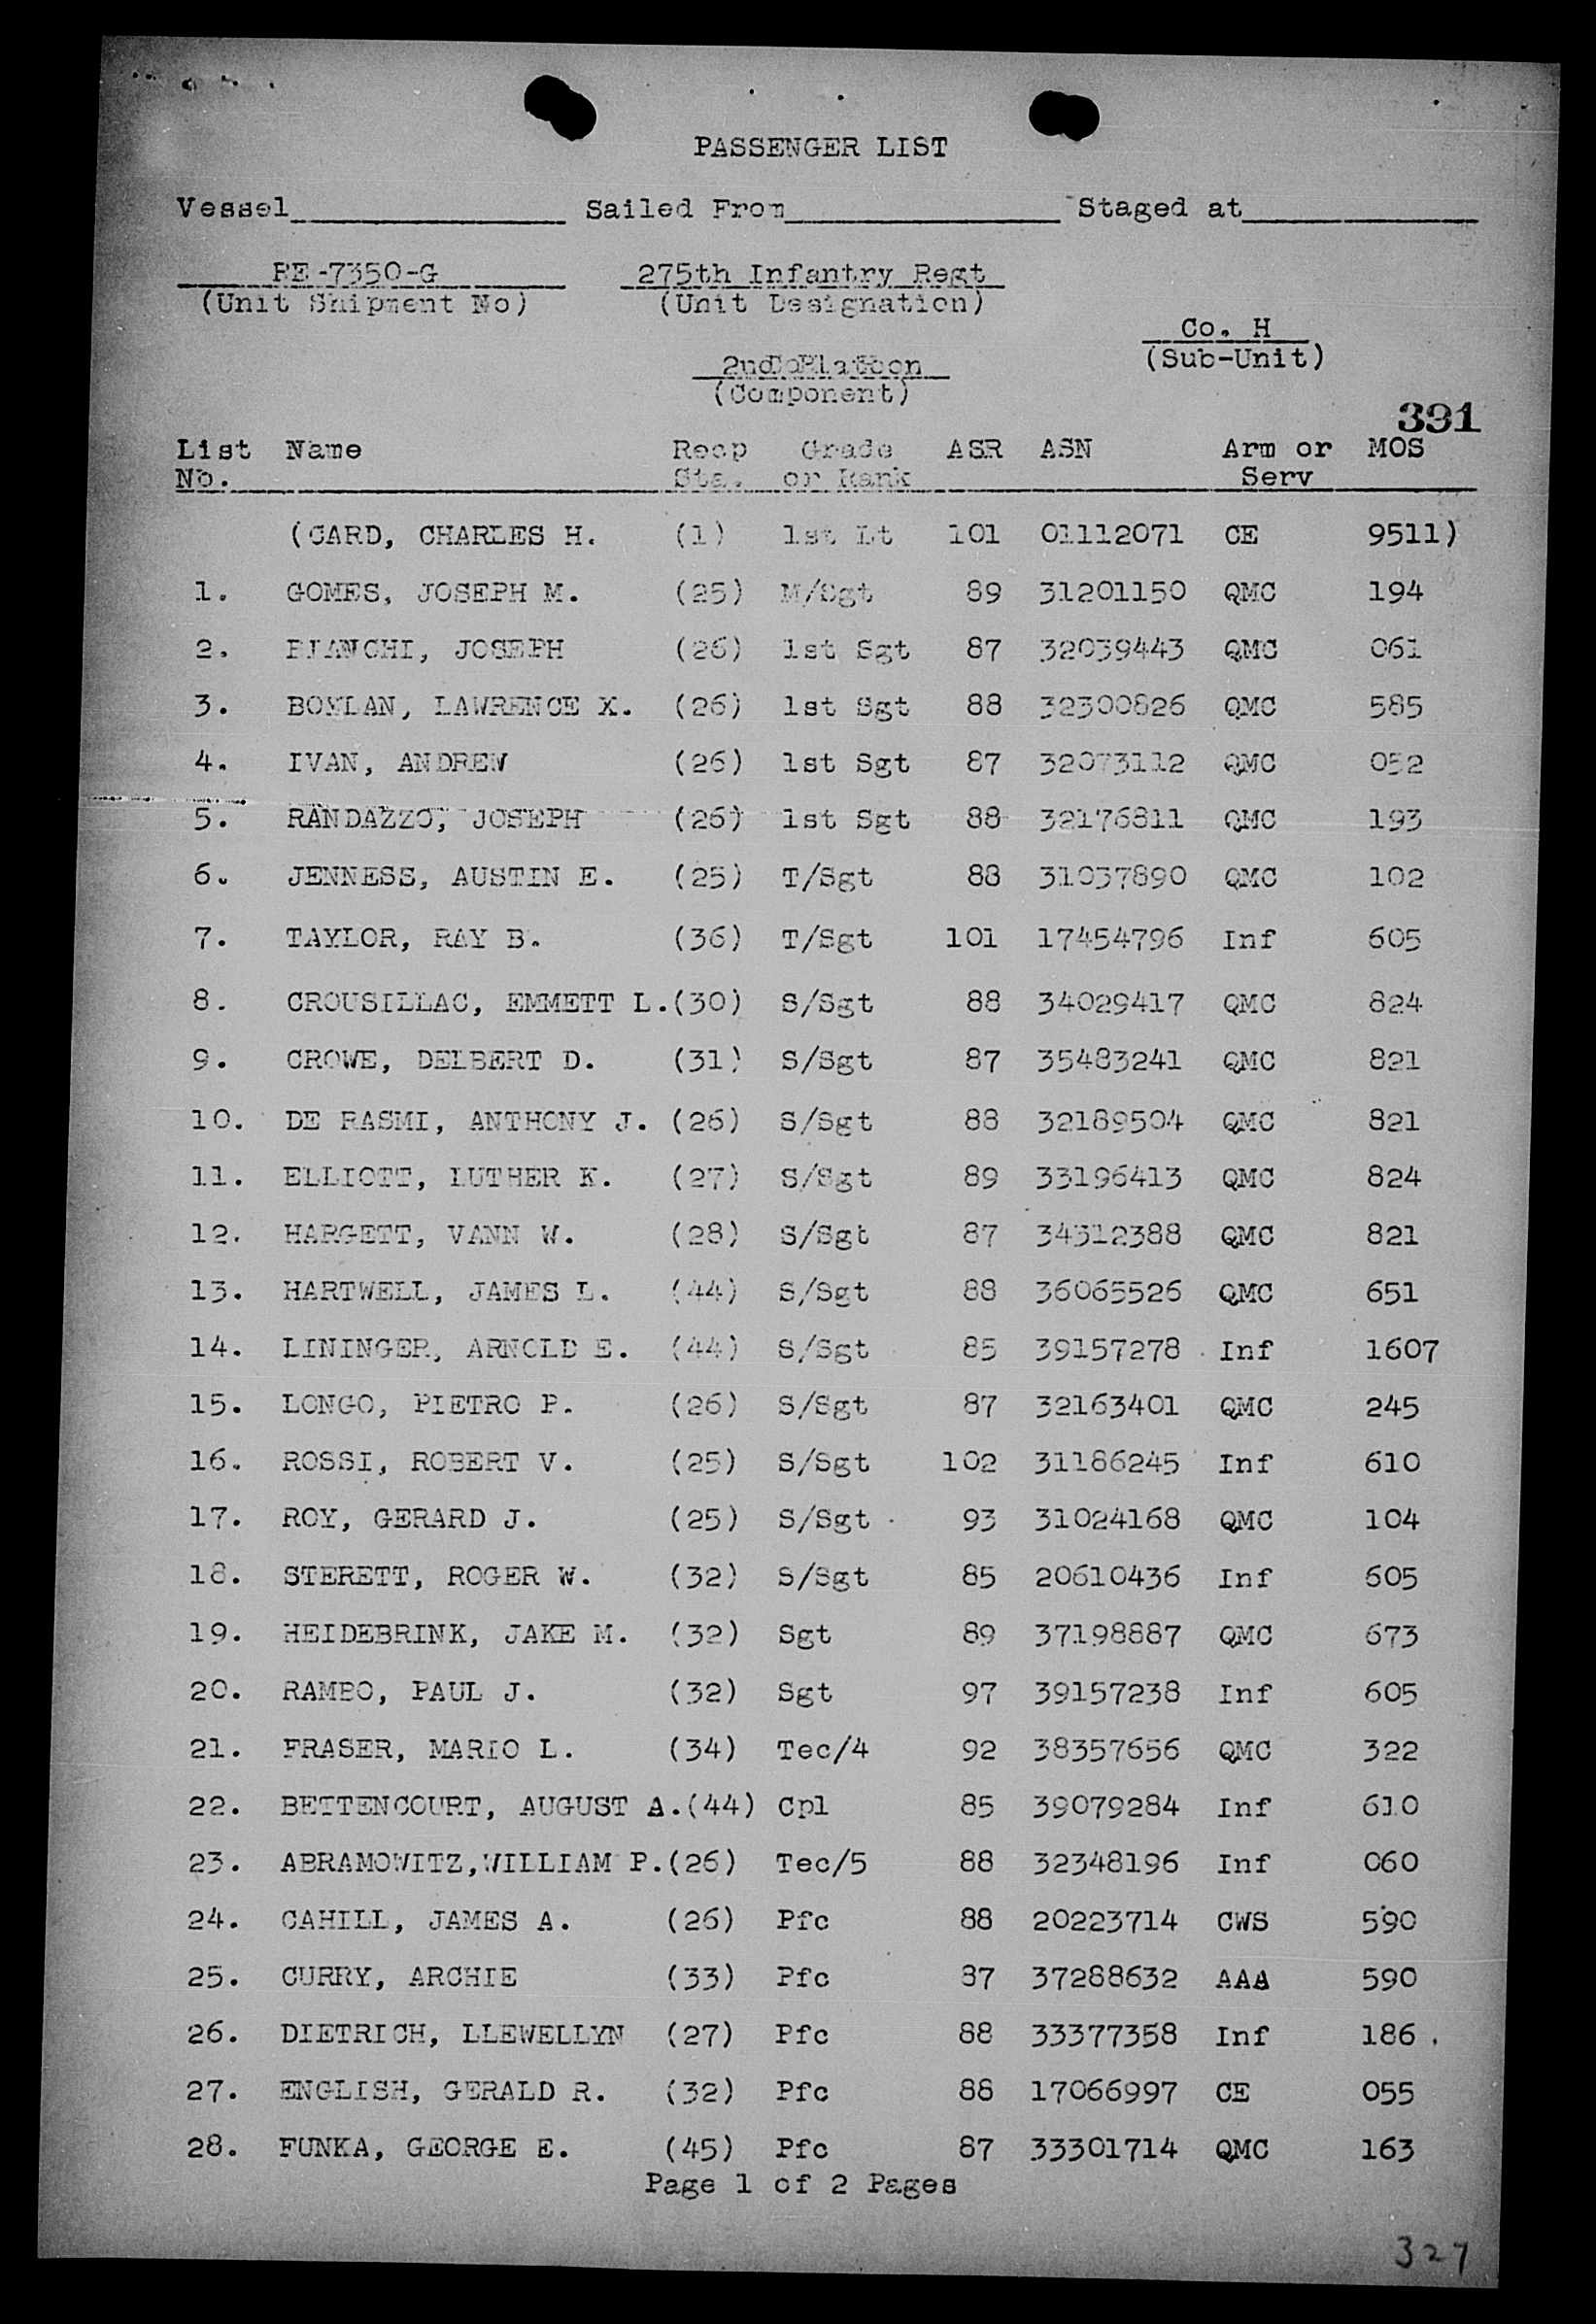 PASSENGER LIST
Vessel Sailed From Staged at
RE-7350-G 275th Infantry Regt
(Unit Shipment No) (Unit Designation)
Co. H
(Sub-Unit)
2nd Platoon
(Component)
391
List Name Recp Grade ASR ASN Arm or MOS
No. Sta. or Rank Serv
(CARD, CHARLES H. (1) 1st Lt 101 01112071 CE 9511)
1. GOMES, JOSEPH M. (25) M/Sgt 89 31201150 QMC 194
2. BIANCHI, JOSEPH (26) 1st Sgt 87 32039443 QMC 061
3. BOYLAN, LAWRENCE X. (26) 1st Sgt 88 32300826 QMC 585
4. IVAN, ANDREW (26) 1st Sgt 87 32073112 QMC 052
5. RANDAZZO, JOSEPH (26) 1st Sgt 88 32176811 QMC 193
6. JENNESS, AUSTIN E. (25) T/Sgt 88 31037890 QMC 102
7. TAYLOR, RAY B. (36) T/Sgt 101 17454796 Inf 605
8. CROUSILLAC, EMMETT L.(30) S/Sgt 88 34029417 QMC 824
9. CROWE, DELBERT D. (31) S/Sgt 87 35483241 QMC 821
10. DE RASMI, ANTHONY J. (26) S/Sgt 88 32189504 QMC 821
11. ELLIOTT, LUTHER K. (27) S/Sgt 89 33196413 QMC 824
12. HARGETT, VANN W. (28) S/Sgt 87 34312388 QMC 821
13. HARTWELL, JAMES L. (44) S/Sgt 88 36065526 QMC 651
14. LININGER, ARNOLD E. (44) S/Sgt 85 39157278 Inf 1607
15. LONGO, PIETRO P. (26) S/Sgt 87 32163401 QMC 245
16. ROSSI, ROBERT V. (25) S/Sgt 102 31186245 Inf 610
17. ROY, GERARD J. (25) S/Sgt 93 31024168 QMC 104
18. STERETT, ROGER W. (32) S/Sgt 85 20610436 Inf 605
19. HEIDEBRINK, JAKE M. (32) Sgt 89 37198887 QMC 673
20. RAMBO, PAUL J. (32) Sgt 97 39157238 Inf 605
21. FRASER, MARIO L. (34) Tec/4 92 38357656 QMC 322
22. BETTENCOURT, AUGUST A.(44) Cpl 85 39079284 Inf 610
23. ABRAMOWITZ,WILLIAM P.(26) Tec/5 88 32348196 Inf 060
24. CAHILL, JAMES A. (26) Pfc 88 20223714 CWS 590
25. CURRY, ARCHIE (33) Pfc 87 37288632 AAA 590
26. DIETRICH, LLEWELLYN (27) Pfc 88 33377358 Inf 186
27. ENGLISH, GERALD R. (32) Pfc 88 17066997 CE 055
28. FUNKA, GEORGE E. (45) Pfc 87 33301714 QMC 163
Page 1 of 2 Pages
327